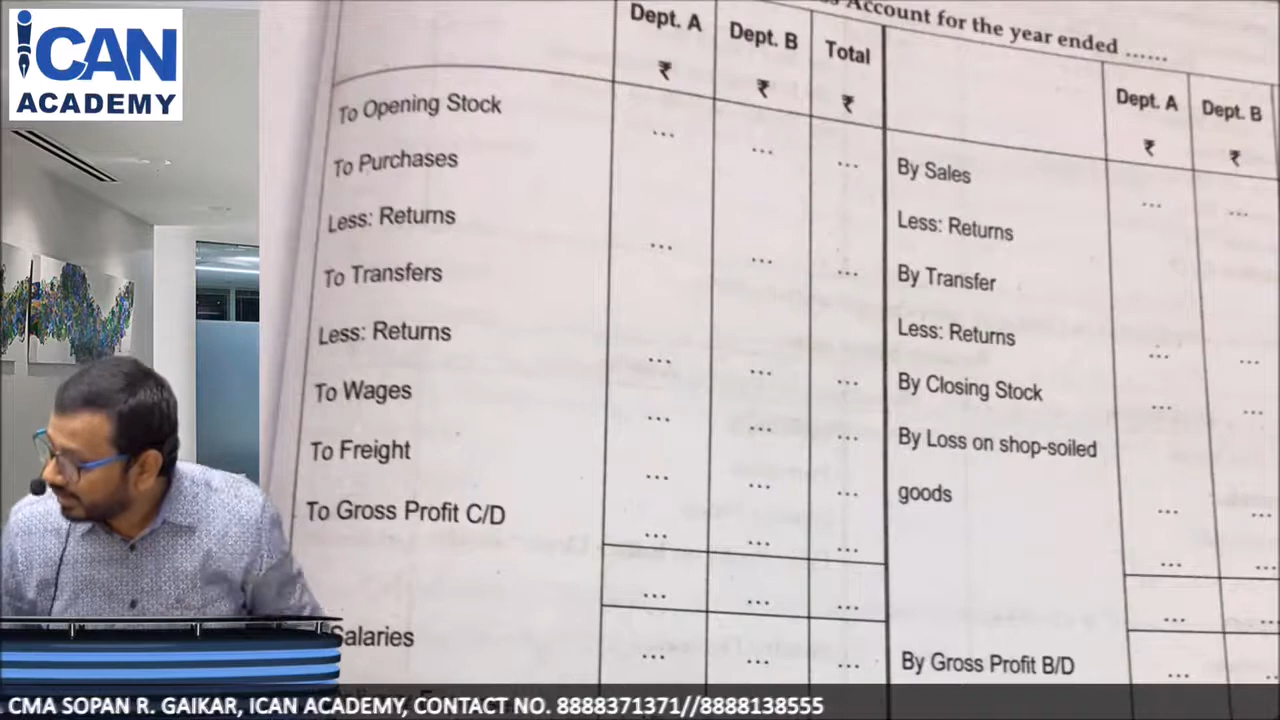 iCAN
ACADEMY
Account for the year ended ......
Dept. A Dept. B Total
₹ ₹ ₹
Dept. A Dept. B
₹ ₹
To Opening Stock ... ... ...
To Purchases
Less: Returns ... ... ...
To Transfers
Less: Returns ... ... ...
To Wages ... ... ...
To Freight ... ... ...
To Gross Profit C/D ... ... ...
... ... ...
Salaries ... ... ...
By Sales ... ...
Less: Returns
By Transfer
Less: Returns ... ...
By Closing Stock ... ...
By Loss on shop-soiled
goods ... ...
... ...
... ...
By Gross Profit B/D ... ...
CMA SOPAN R. GAIKAR, ICAN ACADEMY, CONTACT NO. 8888371371//8888138555